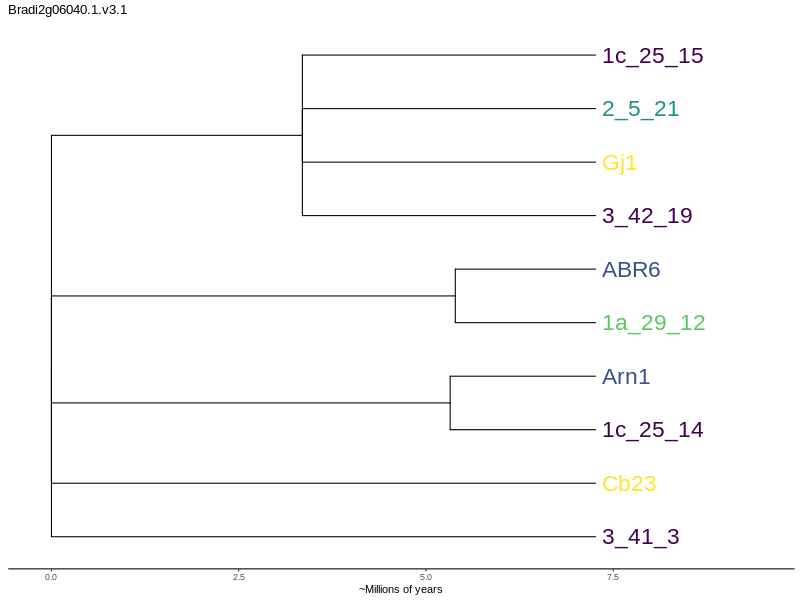 Bradi2g06040.1.v3.1
1c_25_15
2_5_21
Gj1
3_42_19
ABR6
1a_29_12
Arn1
1c_25_14
Cb23
3_41_3
0.0 2.5 5.0 7.5
~Millions of years